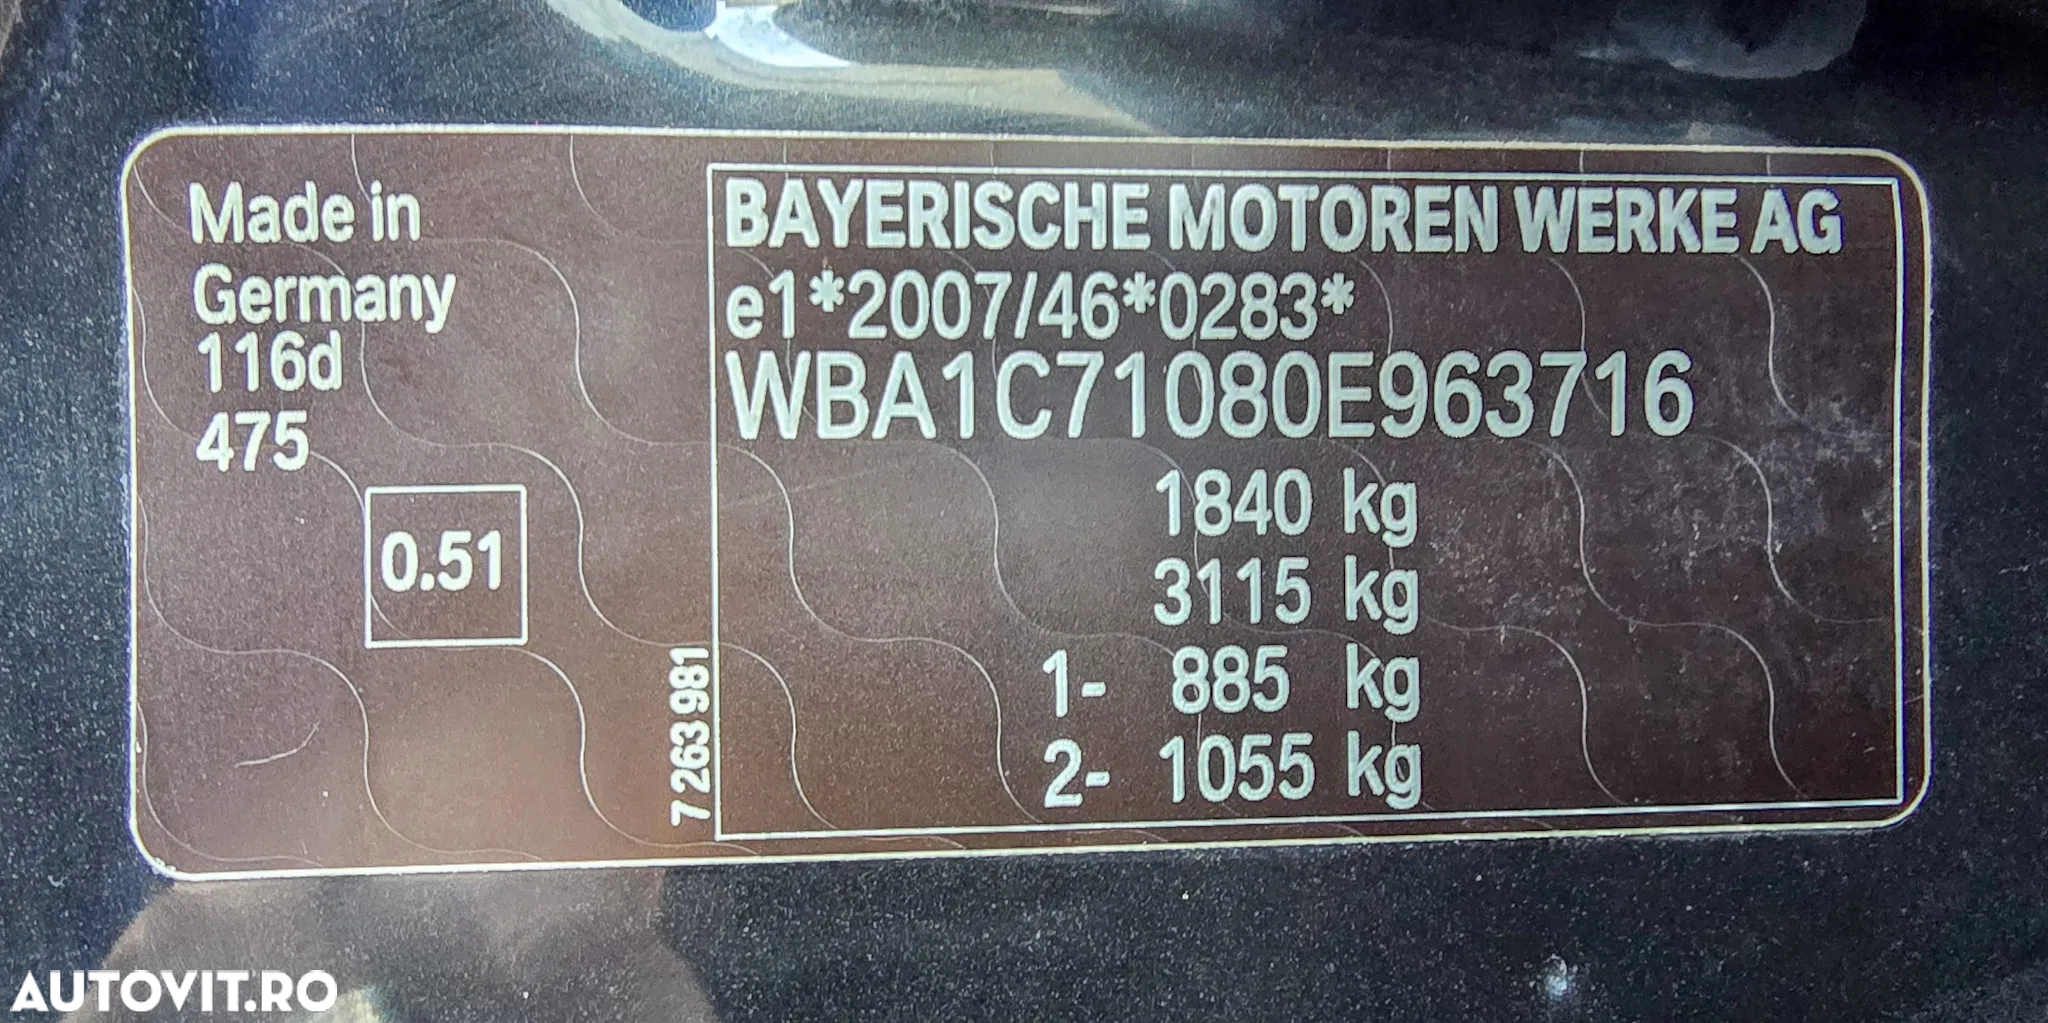 Made in
Germany
116d
475
0.51
7 263 981
BAYERISCHE MOTOREN WERKE AG
e1*2007/46*0283*
WBA1C71080E963716
1840 kg
3115 kg
1- 885 kg
2- 1055 kg
AUTOVIT.RO